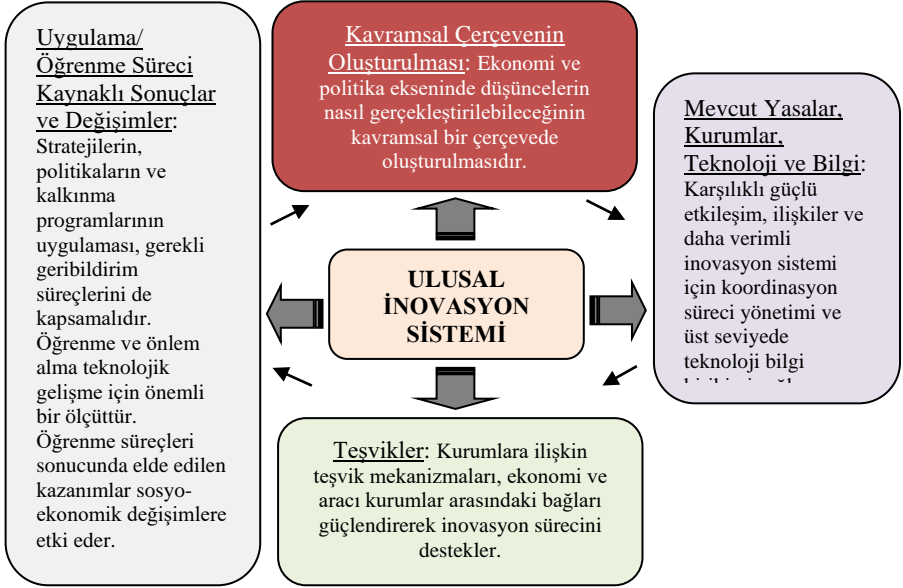 Uygulama/
Öğrenme Süreci
Kaynaklı Sonuçlar
ve Değişimler:
Stratejilerin,
politikaların ve
kalkınma
programlarının
uygulaması, gerekli
geribildirim
süreçlerini de
kapsamalıdır.
Öğrenme ve önlem
alma teknolojik
gelişme için önemli
bir ölçüttür.
Öğrenme süreçleri
sonucunda elde edilen
kazanımlar sosyo-
ekonomik değişimlere
etki eder.
Kavramsal Çerçevenin
Oluşturulması: Ekonomi ve
politika ekseninde düşüncelerin
nasıl gerçekleştirilebileceğinin
kavramsal bir çerçevede
oluşturulmasıdır.
ULUSAL
İNOVASYON
SİSTEMİ
Mevcut Yasalar,
Kurumlar,
Teknoloji ve Bilgi:
Karşılıklı güçlü
etkileşim, ilişkiler ve
daha verimli
inovasyon sistemi
için koordinasyon
süreci yönetimi ve
üst seviyede
teknoloji bilgi
Teşvikler: Kurumlara ilişkin
teşvik mekanizmaları, ekonomi ve
aracı kurumlar arasındaki bağları
güçlendirerek inovasyon sürecini
destekler.